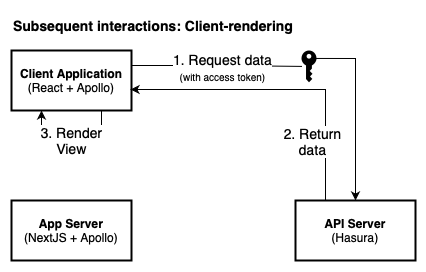 Subsequent interactions: Client-rendering
1. Request data
(with access token)
Client Application
(React + Apollo)
3. Render
View
2. Return
data
App Server
(NextJS + Apollo)
API Server
(Hasura)